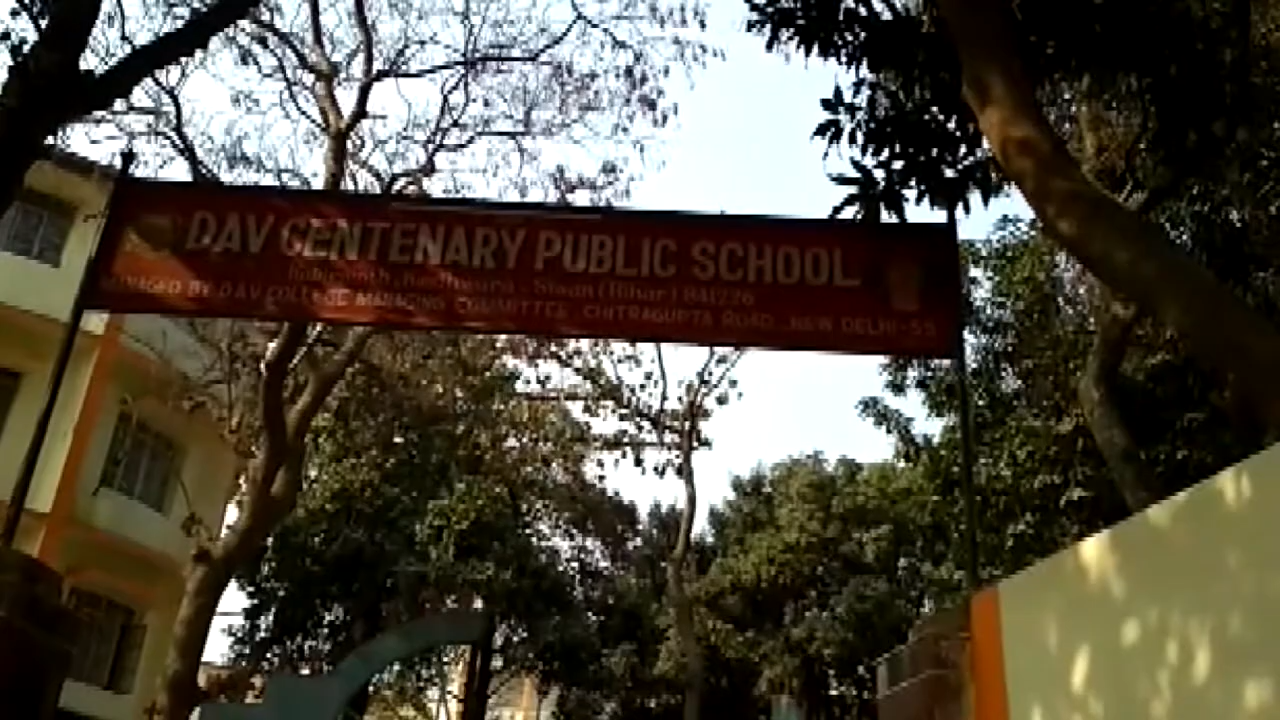 DAV CENTENARY PUBLIC SCHOOL
Siwan (Bihar) 841226
MANAGED BY D.A.V. COLLEGE MANAGING COMMITTEE, CHITRAGUPTA ROAD, NEW DELHI-55